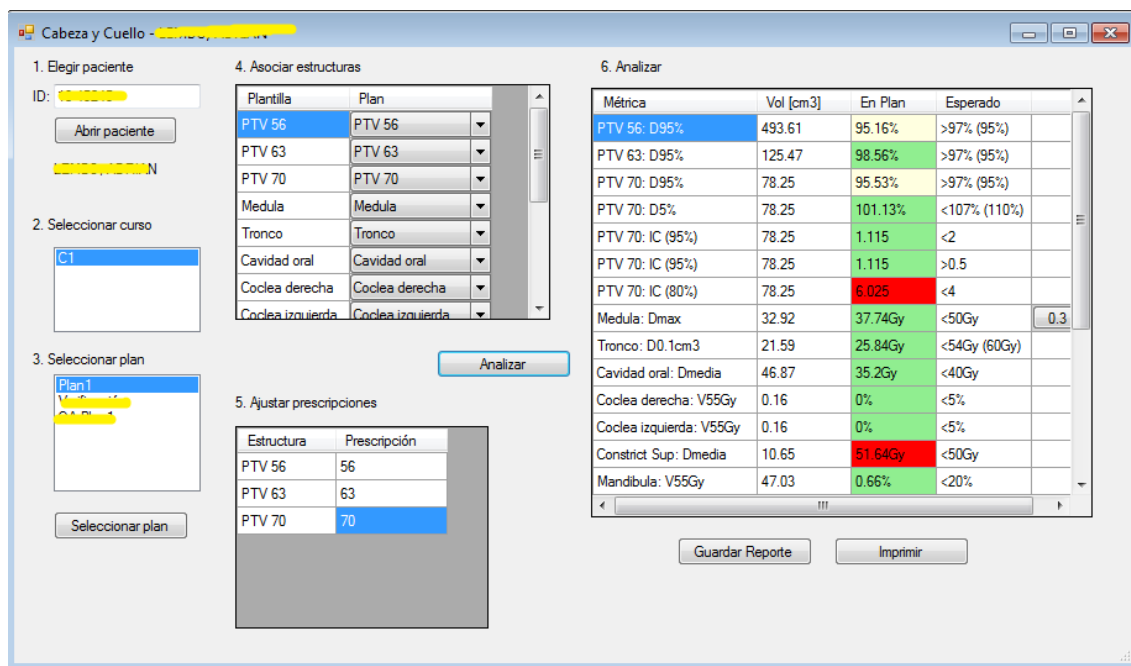 Cabeza y Cuello -
1. Elegir paciente
ID:
Abrir paciente
2. Seleccionar curso
C1
3. Seleccionar plan
Plan1
Seleccionar plan
4. Asociar estructuras
Plantilla Plan
PTV 56 PTV 56
PTV 63 PTV 63
PTV 70 PTV 70
Medula Medula
Tronco Tronco
Cavidad oral Cavidad oral
Coclea derecha Coclea derecha
Coclea izquierda Coclea izquierda
Analizar
5. Ajustar prescripciones
Estructura Prescripción
PTV 56 56
PTV 63 63
PTV 70 70
6. Analizar
Métrica Vol [cm3] En Plan Esperado
PTV 56: D95% 493.61 95.16% >97% (95%)
PTV 63: D95% 125.47 98.56% >97% (95%)
PTV 70: D95% 78.25 95.53% >97% (95%)
PTV 70: D5% 78.25 101.13% <107% (110%)
PTV 70: IC (95%) 78.25 1.115 <2
PTV 70: IC (95%) 78.25 1.115 >0.5
PTV 70: IC (80%) 78.25 6.025 <4
Medula: Dmax 32.92 37.74Gy <50Gy 0.3
Tronco: D0.1cm3 21.59 25.84Gy <54Gy (60Gy)
Cavidad oral: Dmedia 46.87 35.2Gy <40Gy
Coclea derecha: V55Gy 0.16 0% <5%
Coclea izquierda: V55Gy 0.16 0% <5%
Constrict Sup: Dmedia 10.65 51.64Gy <50Gy
Mandibula: V55Gy 47.03 0.66% <20%
Guardar Reporte Imprimir